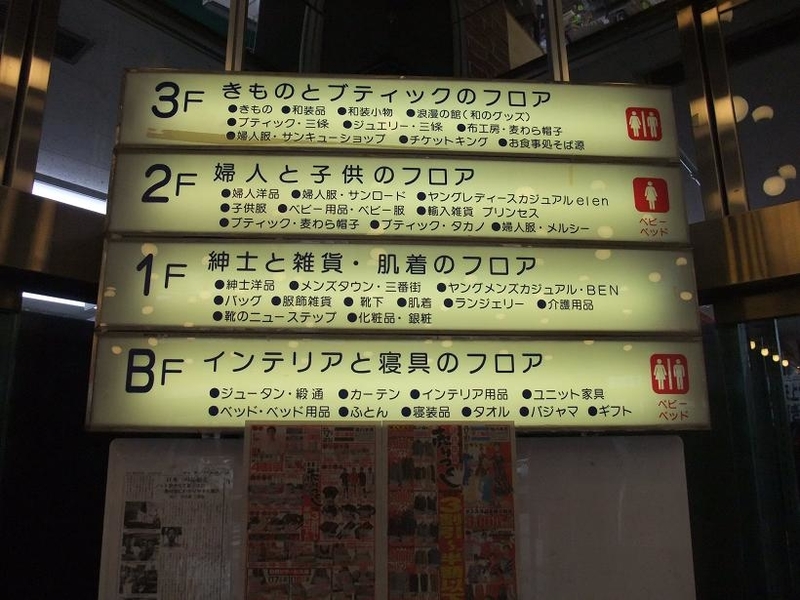 3F きものとブティックのフロア
●きもの ●和装品 ●和装小物 ●浪漫の館(和のグッズ)
●ブティック・三條 ●ジュエリー・三條 ●布工房・麦わら帽子
●婦人服・サンキューショップ ●チケットキング ●お食事処そば源
2F 婦人と子供のフロア
●婦人洋品 ●婦人服・サンロード ●ヤングレディースカジュアルelen
●子供服 ●ベビー用品・ベビー服 ●輸入雑貨 プリンセス
●ブティック・麦わら帽子 ●ブティック・タカノ ●婦人服・メルシー
ベビー
ベッド
1F 紳士と雑貨・肌着のフロア
●紳士洋品 ●メンズタウン・三番街 ●ヤングメンズカジュアル・BEN
●バッグ ●服飾雑貨 ●靴下 ●肌着 ●ランジェリー ●介護用品
●靴のニューステップ ●化粧品・銀粧
BF インテリアと寝具のフロア
●ジュータン・緞通 ●カーテン ●インテリア用品 ●ユニット家具
●ベッド・ベッド用品 ●ふとん ●寝装品 ●タオル ●パジャマ ●ギフト
ベビー
ベッド